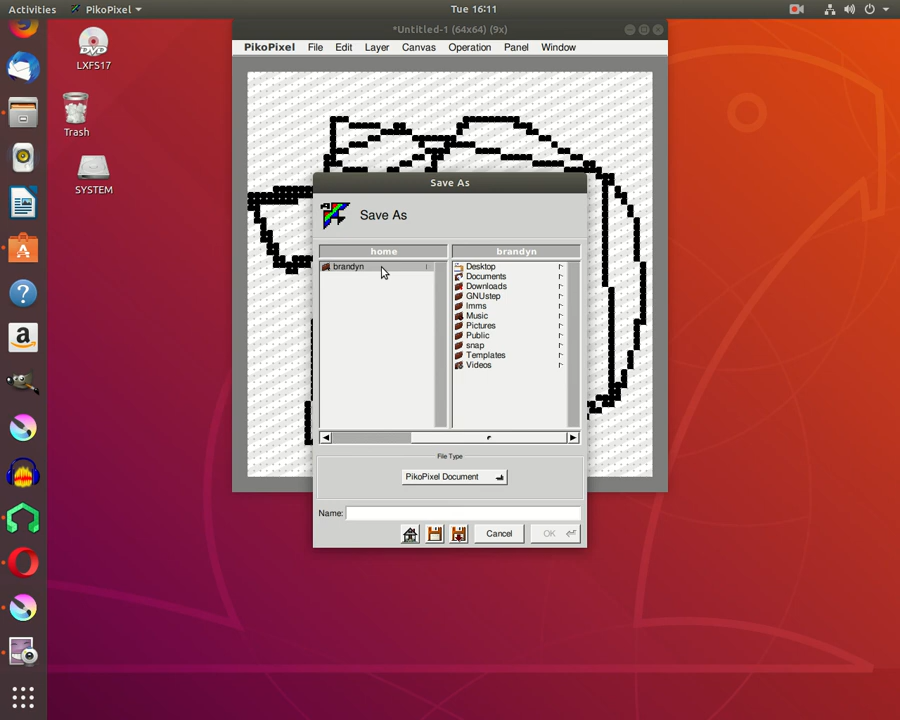 Activities
PikoPixel
Tue 16:11
LXFS17
Trash
SYSTEM
*Untitled-1 (64x64) (9x)
PikoPixel File Edit Layer Canvas Operation Panel Window
Save As
Save As
home
brandyn
brandyn
Desktop
Documents
Downloads
GNUstep
Imms
Music
Pictures
Public
snap
Templates
Videos
File Type
PikoPixel Document
Name:
Cancel
OK